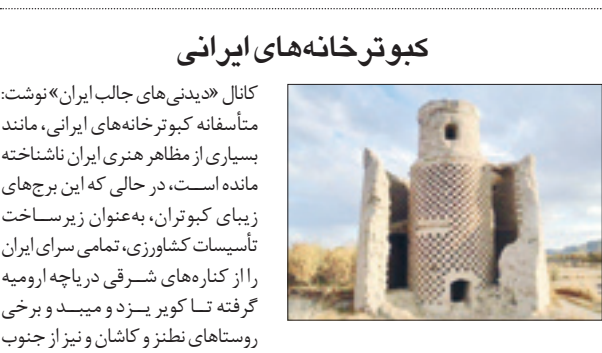 کبوترخانه‌های ایرانی
کانال «دیدنی‌های جالب ایران» نوشت:
متأسفانه کبوترخانه‌های ایرانی، مانند
بسیاری از مظاهر هنری ایران ناشناخته
مانده است، در حالی که این برج‌های
زیبای کبوتران، به‌عنوان زیرساخت
تأسیسات کشاورزی، تمامی سرای ایران
را از کناره‌های شرقی دریاچه ارومیه
گرفته تا کویر یزد و میبد و برخی
روستاهای نطنز و کاشان و نیز از جنوب